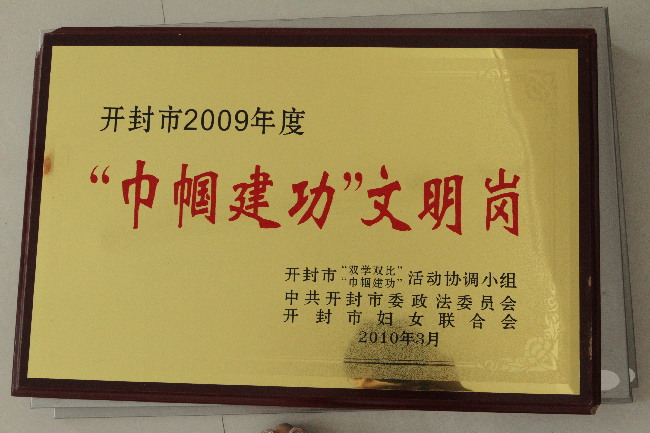 开封市2009年度
“巾帼建功”文明岗
开封市“双学双比”“巾帼建功”活动协调小组
中共开封市委政法委员会
开封市妇女联合会
2010年3月